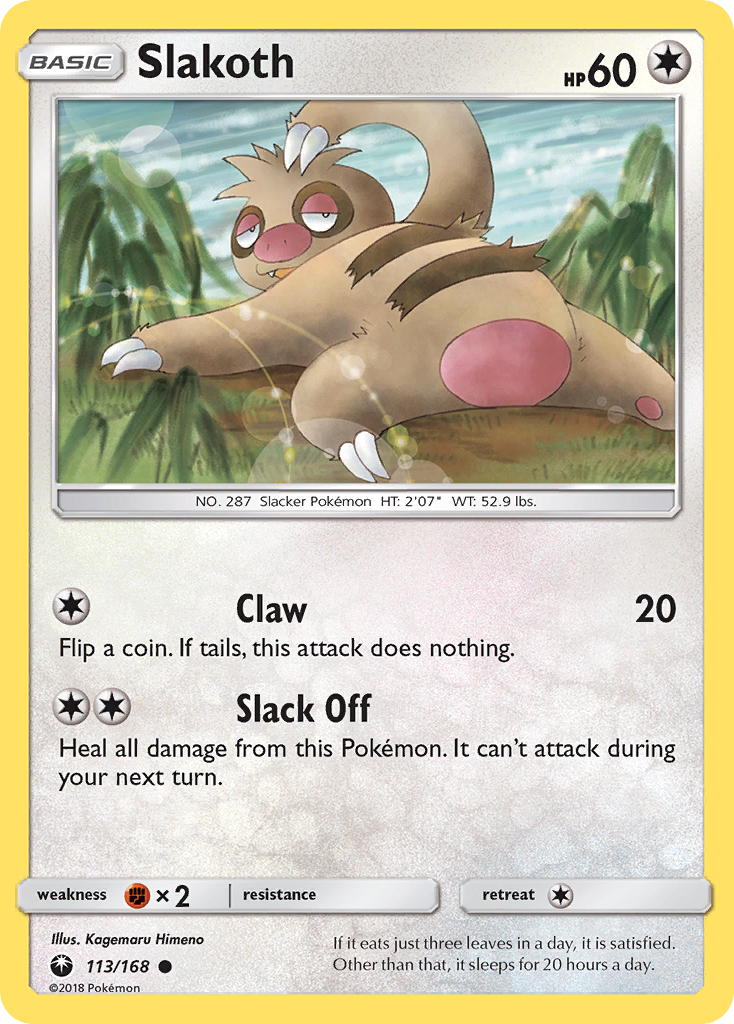 BASIC Slakoth HP60
NO. 287 Slacker Pokémon HT: 2'07" WT: 52.9 lbs.
Claw 20
Flip a coin. If tails, this attack does nothing.
Slack Off
Heal all damage from this Pokémon. It can't attack during
your next turn.
weakness ×2 resistance retreat
Illus. Kagemaru Himeno
113/168
©2018 Pokémon
If it eats just three leaves in a day, it is satisfied.
Other than that, it sleeps for 20 hours a day.